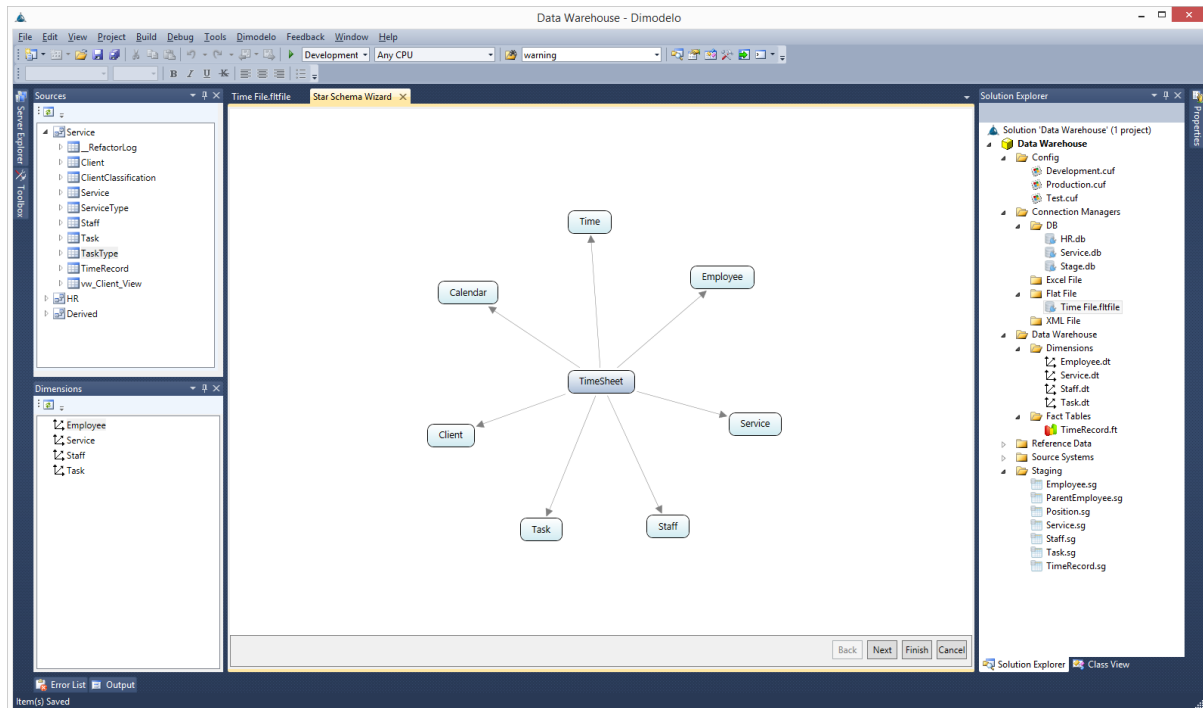 Data Warehouse - Dimodelo
File Edit View Project Build Debug Tools Dimodelo Feedback Window Help
Development Any CPU warning
B I U
Server Explorer
Toolbox
Sources
Service
__RefactorLog
Client
ClientClassification
Service
ServiceType
Staff
Task
TaskType
TimeRecord
vw_Client_View
HR
Derived
Dimensions
Employee
Service
Staff
Task
Time File.fltfile Star Schema Wizard
Time
Employee
Calendar
TimeSheet
Service
Client
Staff
Task
Back Next Finish Cancel
Solution Explorer
Solution 'Data Warehouse' (1 project)
Data Warehouse
Config
Development.cuf
Production.cuf
Test.cuf
Connection Managers
DB
HR.db
Service.db
Stage.db
Excel File
Flat File
Time File.fltfile
XML File
Data Warehouse
Dimensions
Employee.dt
Service.dt
Staff.dt
Task.dt
Fact Tables
TimeRecord.ft
Reference Data
Source Systems
Staging
Employee.sg
ParentEmployee.sg
Position.sg
Service.sg
Staff.sg
Task.sg
TimeRecord.sg
Solution Explorer Class View
Properties
Error List Output
Item(s) Saved